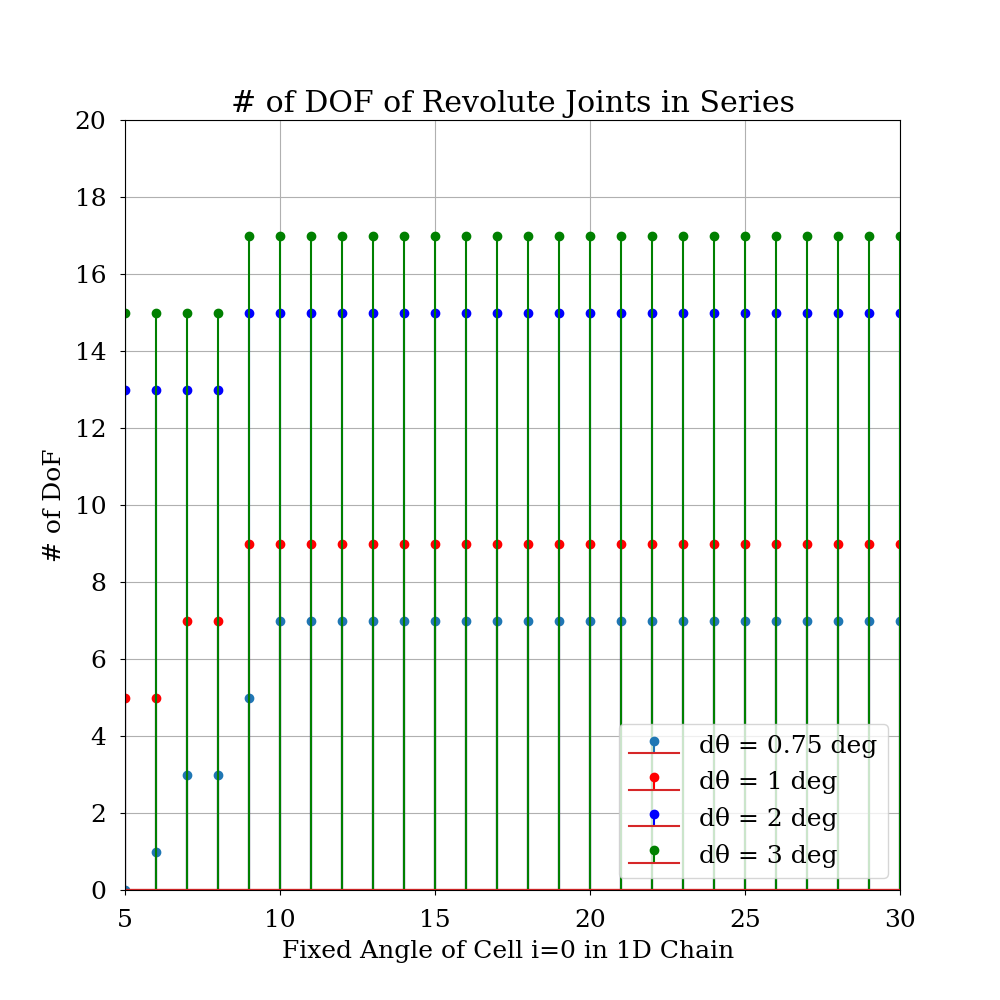 # of DOF of Revolute Joints in Series
20
18
16
14
12
10
8
6
4
2
0
# of DoF
5 10 15 20 25 30
Fixed Angle of Cell i=0 in 1D Chain
dθ = 0.75 deg
dθ = 1 deg
dθ = 2 deg
dθ = 3 deg